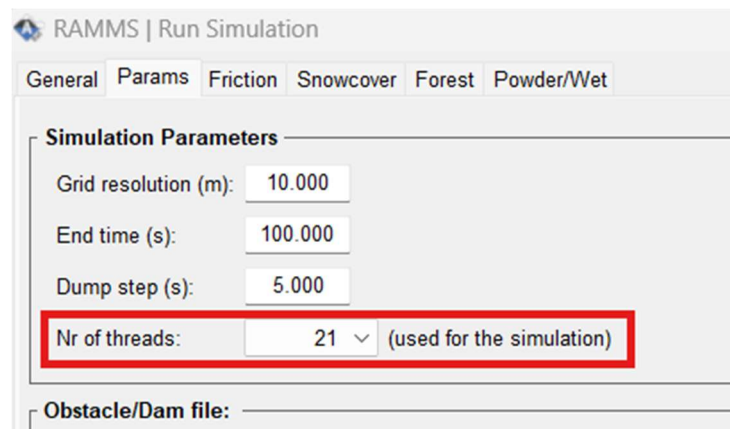 RAMMS | Run Simulation
General Params Friction Snowcover Forest Powder/Wet
Simulation Parameters
Grid resolution (m): 10.000
End time (s): 100.000
Dump step (s): 5.000
Nr of threads: 21 (used for the simulation)
Obstacle/Dam file: